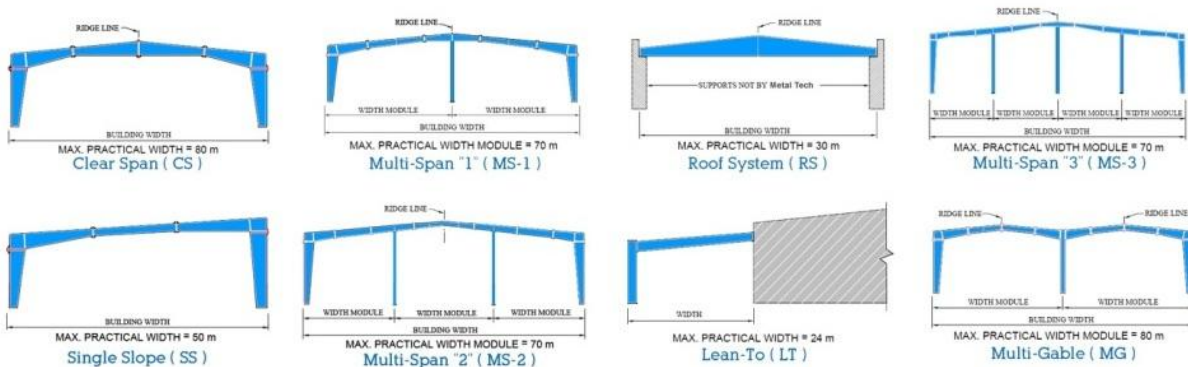 RIDGE LINE
BUILDING WIDTH
MAX. PRACTICAL WIDTH = 80 m
Clear Span ( CS )
RIDGE LINE
WIDTH MODULE WIDTH MODULE
BUILDING WIDTH
MAX. PRACTICAL WIDTH MODULE = 70 m
Multi-Span "1" ( MS-1 )
RIDGE LINE
SUPPORTS NOT BY Metal Tech
BUILDING WIDTH
MAX. PRACTICAL WIDTH = 30 m
Roof System ( RS )
RIDGE LINE
WIDTH MODULE WIDTH MODULE WIDTH MODULE WIDTH MODULE
BUILDING WIDTH
MAX. PRACTICAL WIDTH MODULE = 70 m
Multi-Span "3" ( MS-3 )
BUILDING WIDTH
MAX. PRACTICAL WIDTH = 50 m
Single Slope ( SS )
RIDGE LINE
WIDTH MODULE WIDTH MODULE WIDTH MODULE
BUILDING WIDTH
MAX. PRACTICAL WIDTH MODULE = 70 m
Multi-Span "2" ( MS-2 )
WIDTH
MAX. PRACTICAL WIDTH = 24 m
Lean-To ( LT )
RIDGE LINE RIDGE LINE
WIDTH MODULE WIDTH MODULE
BUILDING WIDTH
MAX. PRACTICAL WIDTH MODULE = 80 m
Multi-Gable ( MG )